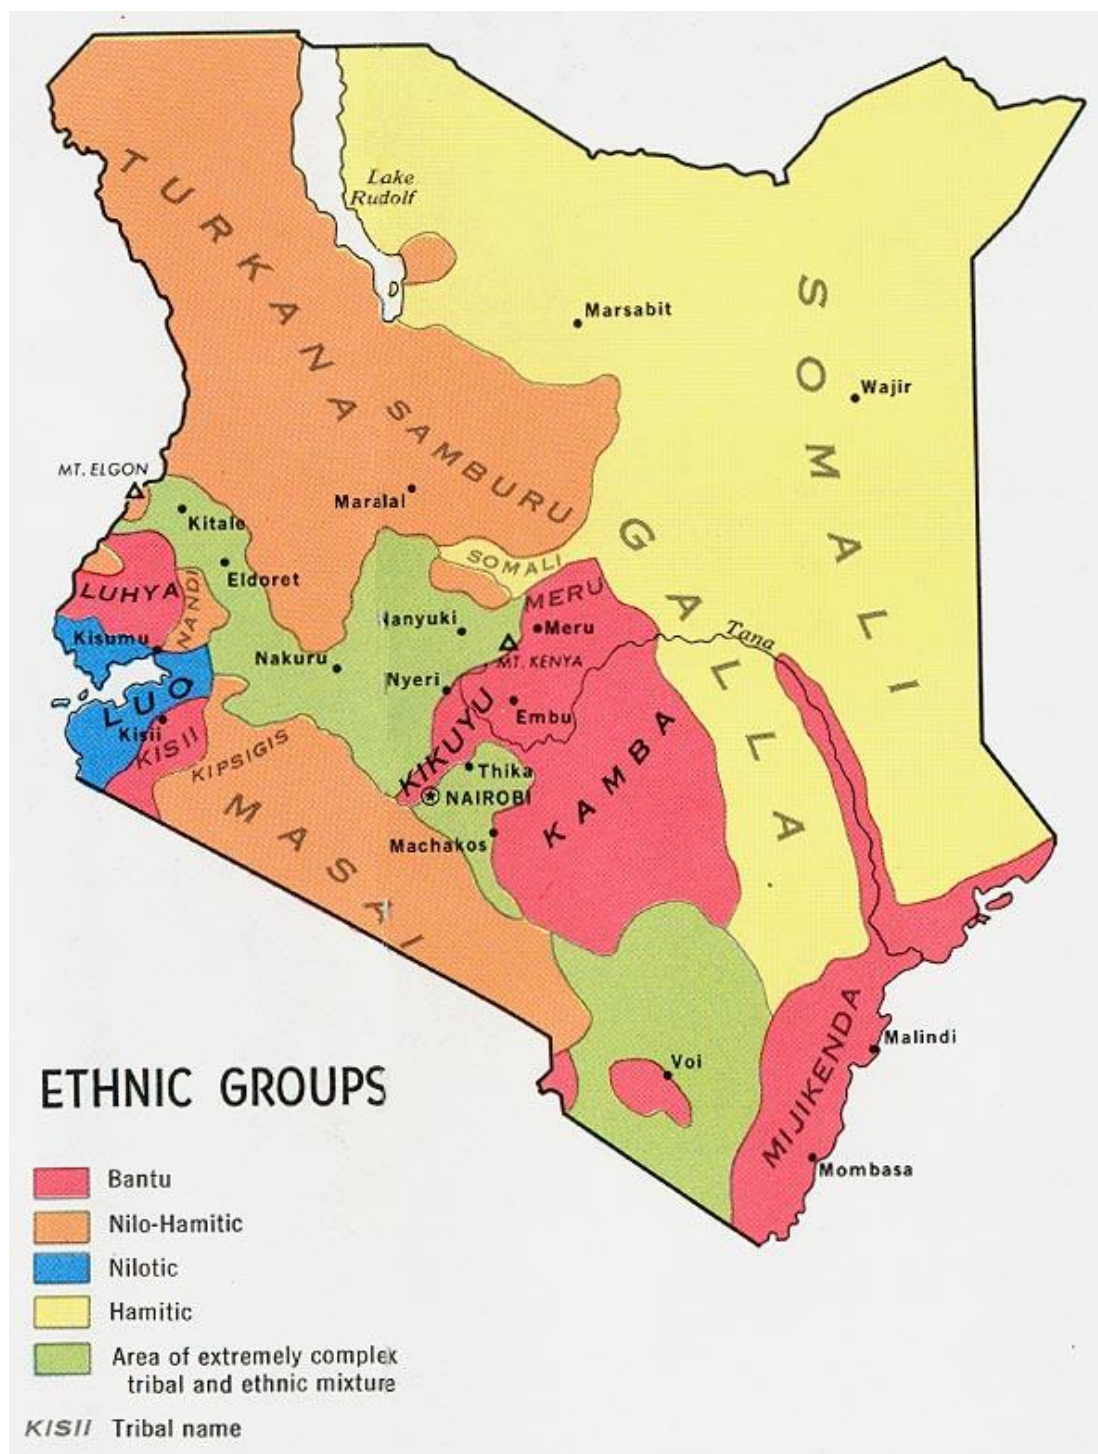 TURKANA
Lake
Rudolf
SOMALI
Marsabit
Wajir
SAMBURU
MT. ELGON
Maralal
Kitale
GALLA
SOMALI
Eldoret
LUHYA
NANDI
MERU
Nanyuki
Meru
Tana
Kisumu
Nakuru
MT. KENYA
Nyeri
LUO
Embu
Kisii
KISII
KIKUYU
KAMBA
KIPSIGIS
Thika
NAIROBI
MASAI
Machakos
MIJIKENDA
Malindi
Voi
Mombasa
ETHNIC GROUPS
Bantu
Nilo-Hamitic
Nilotic
Hamitic
Area of extremely complex
tribal and ethnic mixture
KISII Tribal name